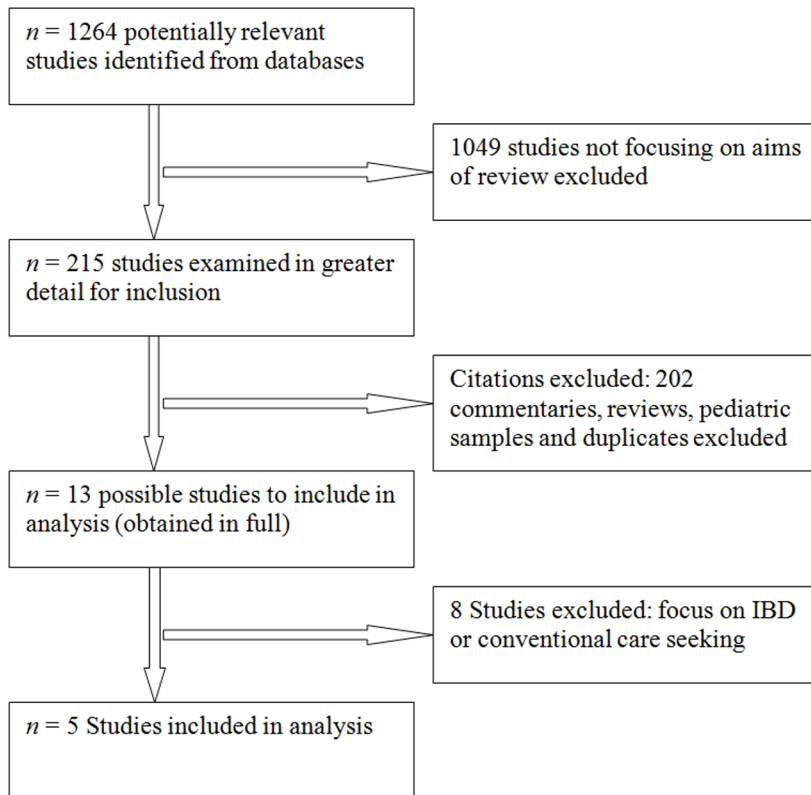 n = 1264 potentially relevant
studies identified from databases
1049 studies not focusing on aims
of review excluded
n = 215 studies examined in greater
detail for inclusion
Citations excluded: 202
commentaries, reviews, pediatric
samples and duplicates excluded
n = 13 possible studies to include in
analysis (obtained in full)
8 Studies excluded: focus on IBD
or conventional care seeking
n = 5 Studies included in analysis